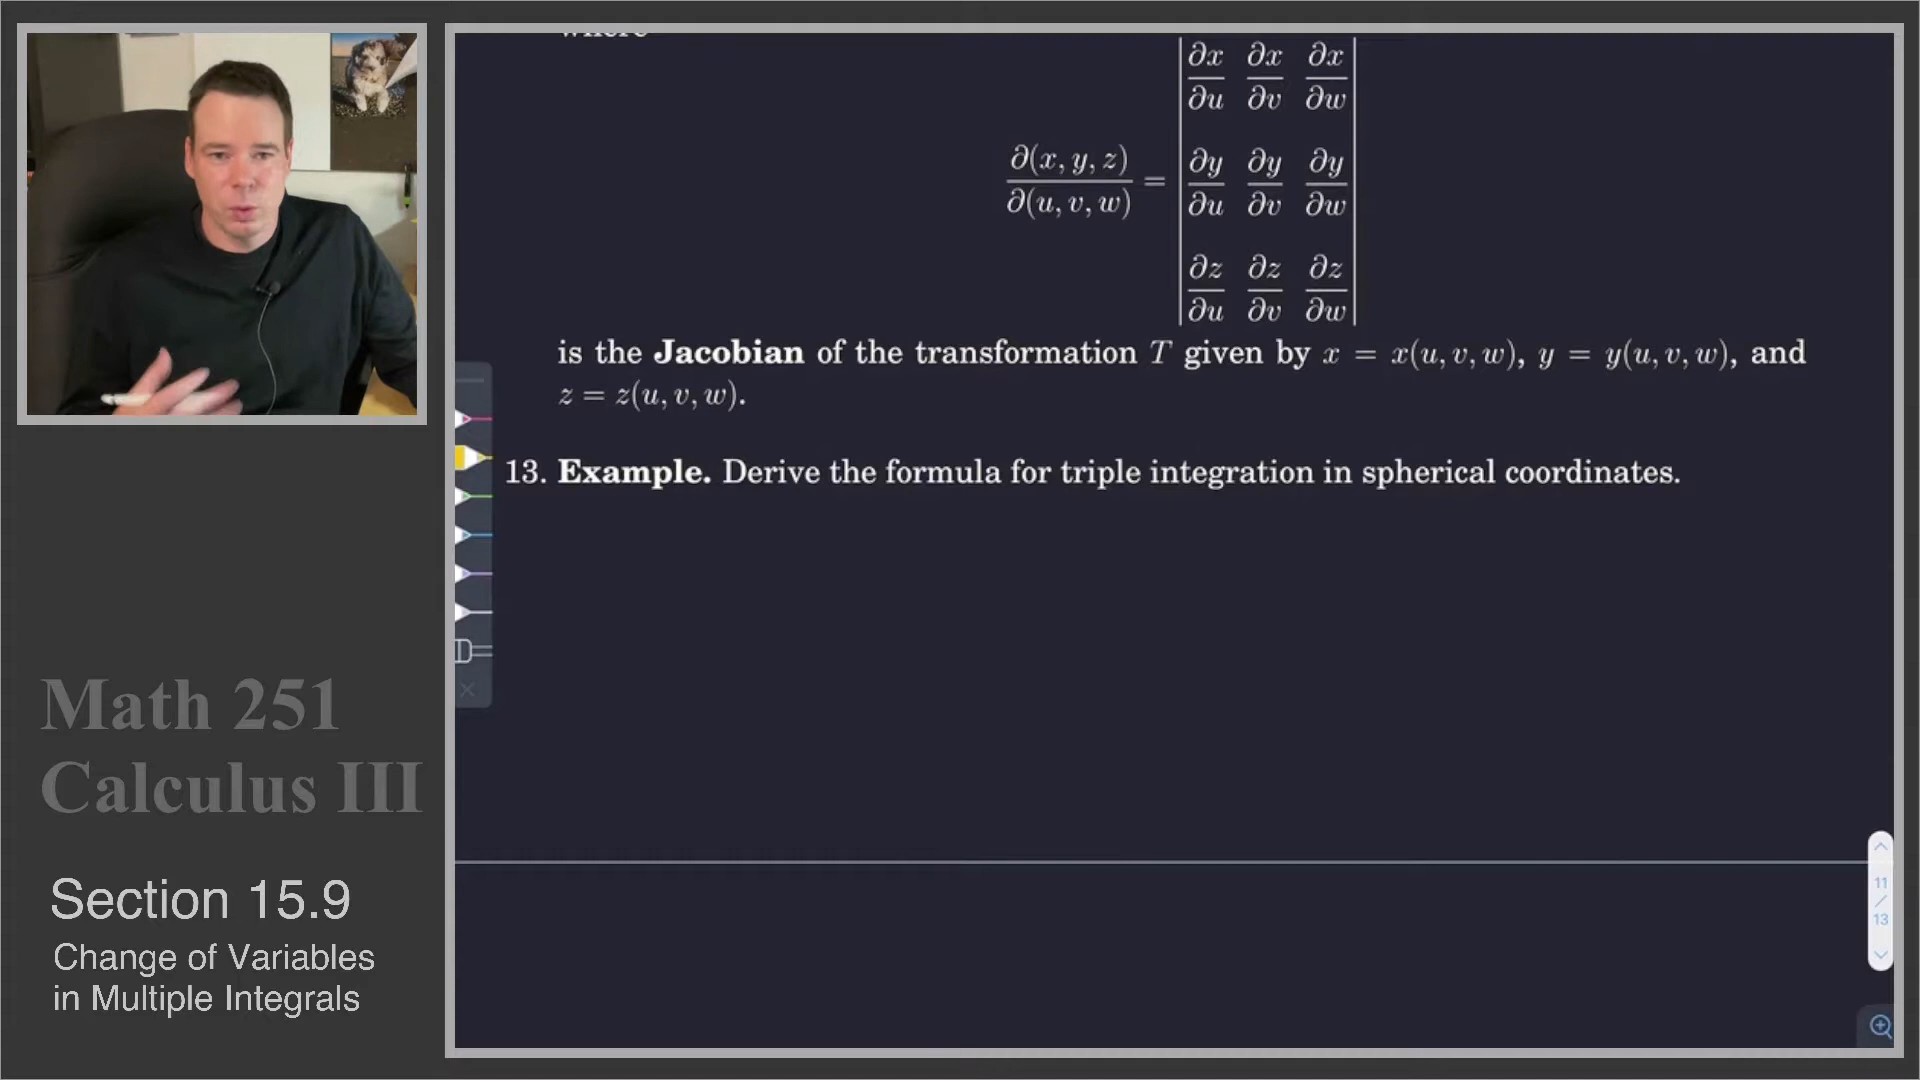 where
∂(x, y, z)/∂(u, v, w) = | ∂x/∂u ∂x/∂v ∂x/∂w |
| ∂y/∂u ∂y/∂v ∂y/∂w |
| ∂z/∂u ∂z/∂v ∂z/∂w |
is the Jacobian of the transformation T given by x = x(u, v, w), y = y(u, v, w), and
z = z(u, v, w).
13. Example. Derive the formula for triple integration in spherical coordinates.
Math 251
Calculus III
Section 15.9
Change of Variables
in Multiple Integrals
11
/
13